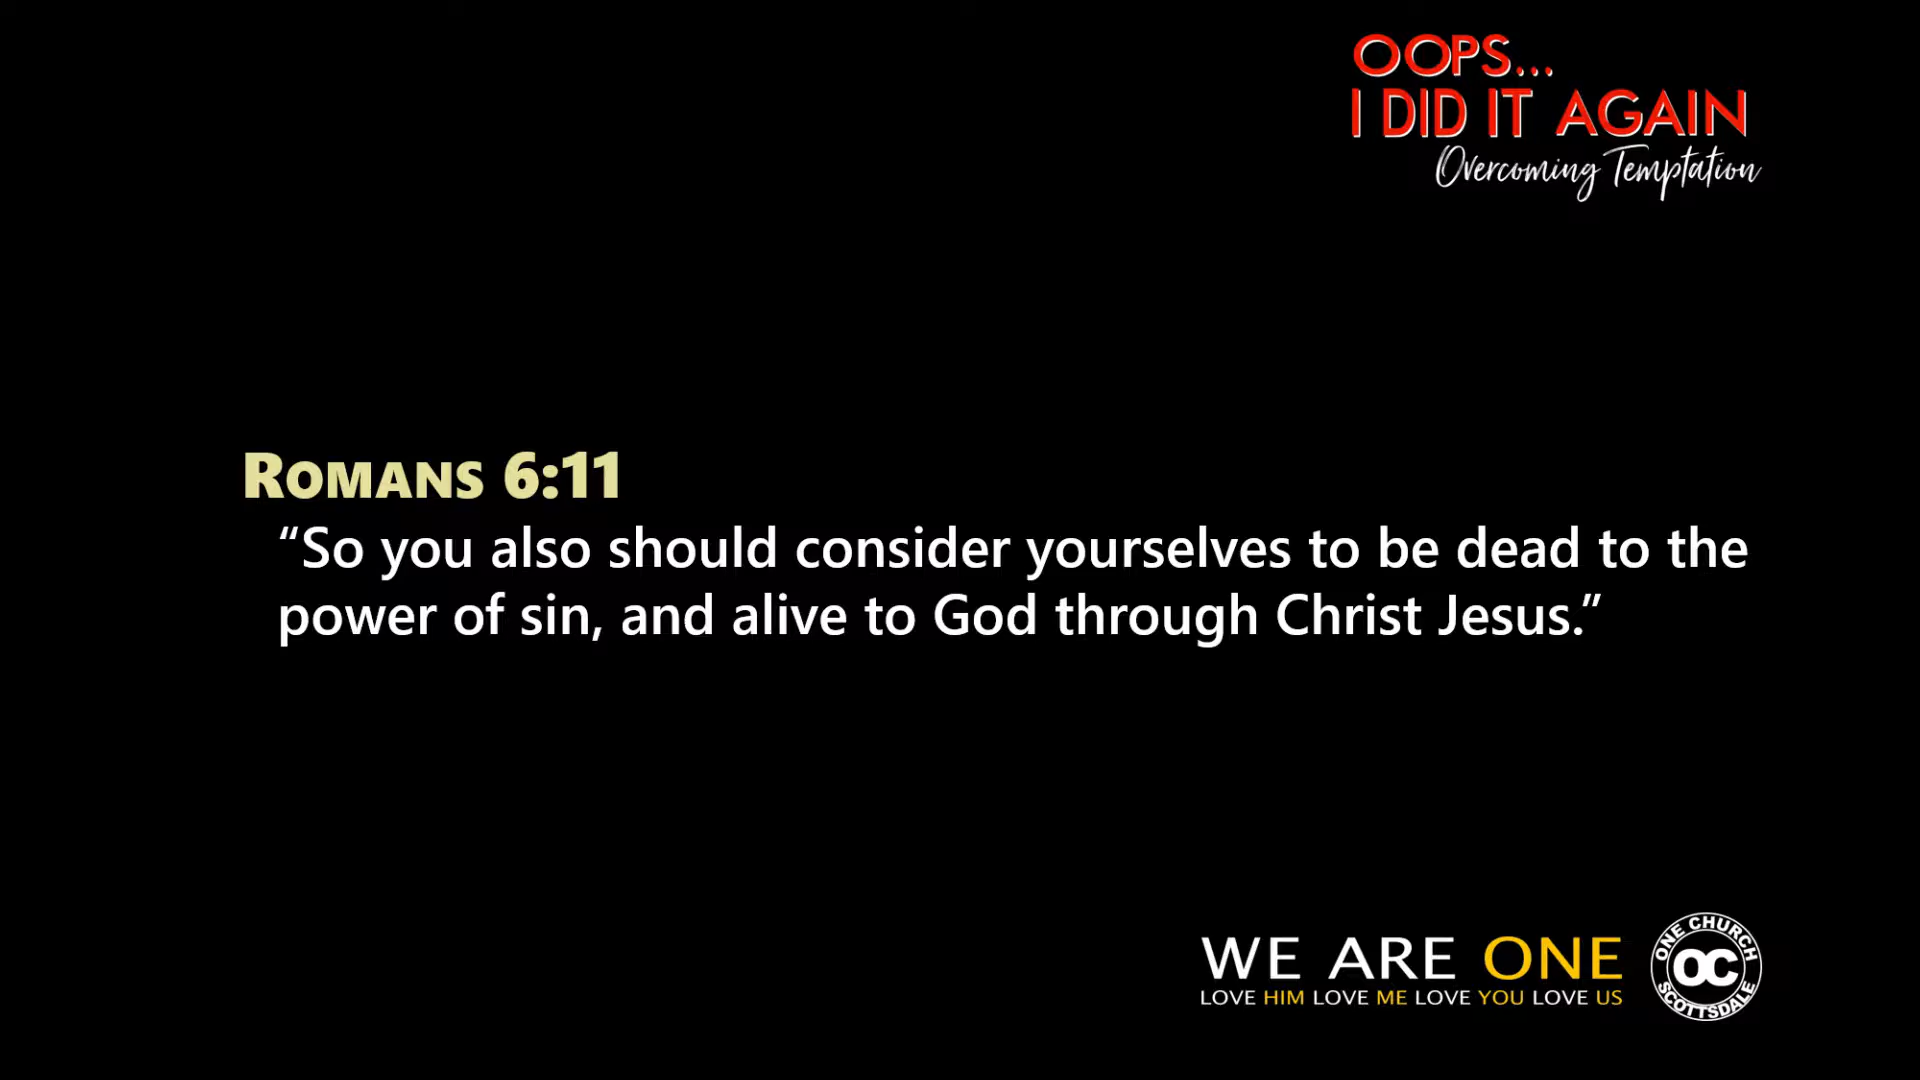 OOPS...
I DID IT AGAIN
Overcoming Temptation
ROMANS 6:11
“So you also should consider yourselves to be dead to the
power of sin, and alive to God through Christ Jesus.”
WE ARE ONE
LOVE HIM LOVE ME LOVE YOU LOVE US
ONE CHURCH
OC
SCOTTSDALE